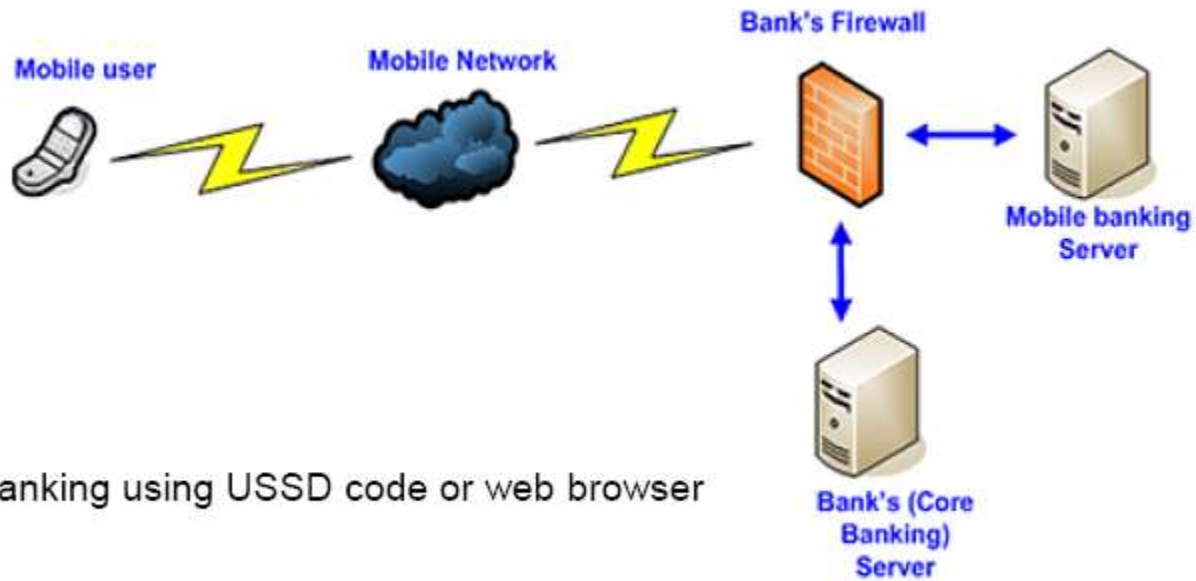 Bank's Firewall
Mobile user
Mobile Network
Mobile banking
Server
anking using USSD code or web browser
Bank's (Core
Banking)
Server